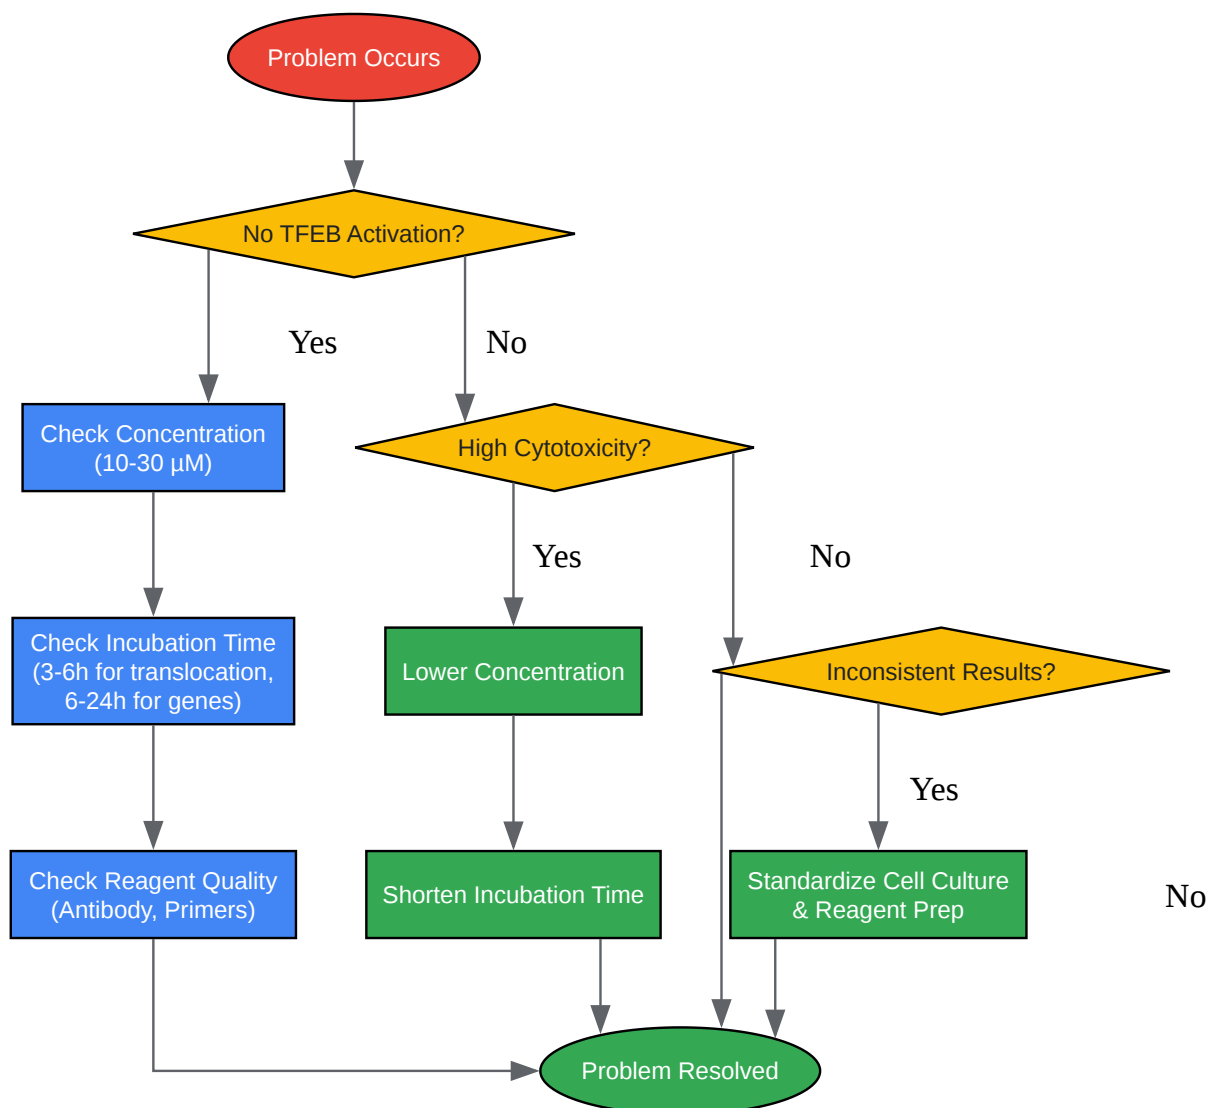 Problem Occurs
No TFEB Activation?
Yes
No
Check Concentration
(10-30 µM)
High Cytotoxicity?
Yes
No
Check Incubation Time
(3-6h for translocation,
6-24h for genes)
Lower Concentration
Inconsistent Results?
Yes
Check Reagent Quality
(Antibody, Primers)
Shorten Incubation Time
Standardize Cell Culture
& Reagent Prep
No
Problem Resolved